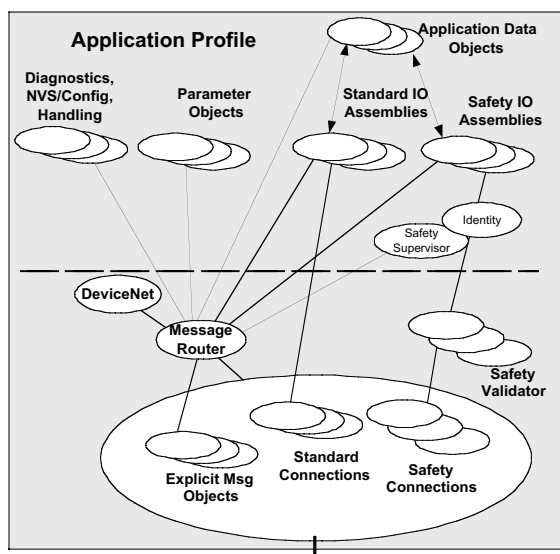 Application Profile
Application Data
Objects
Diagnostics,
NVS/Config,
Handling
Parameter
Objects
Standard IO
Assemblies
Safety IO
Assemblies
Identity
Safety
Supervisor
DeviceNet
Message
Router
Safety
Validator
Explicit Msg
Objects
Standard
Connections
Safety
Connections